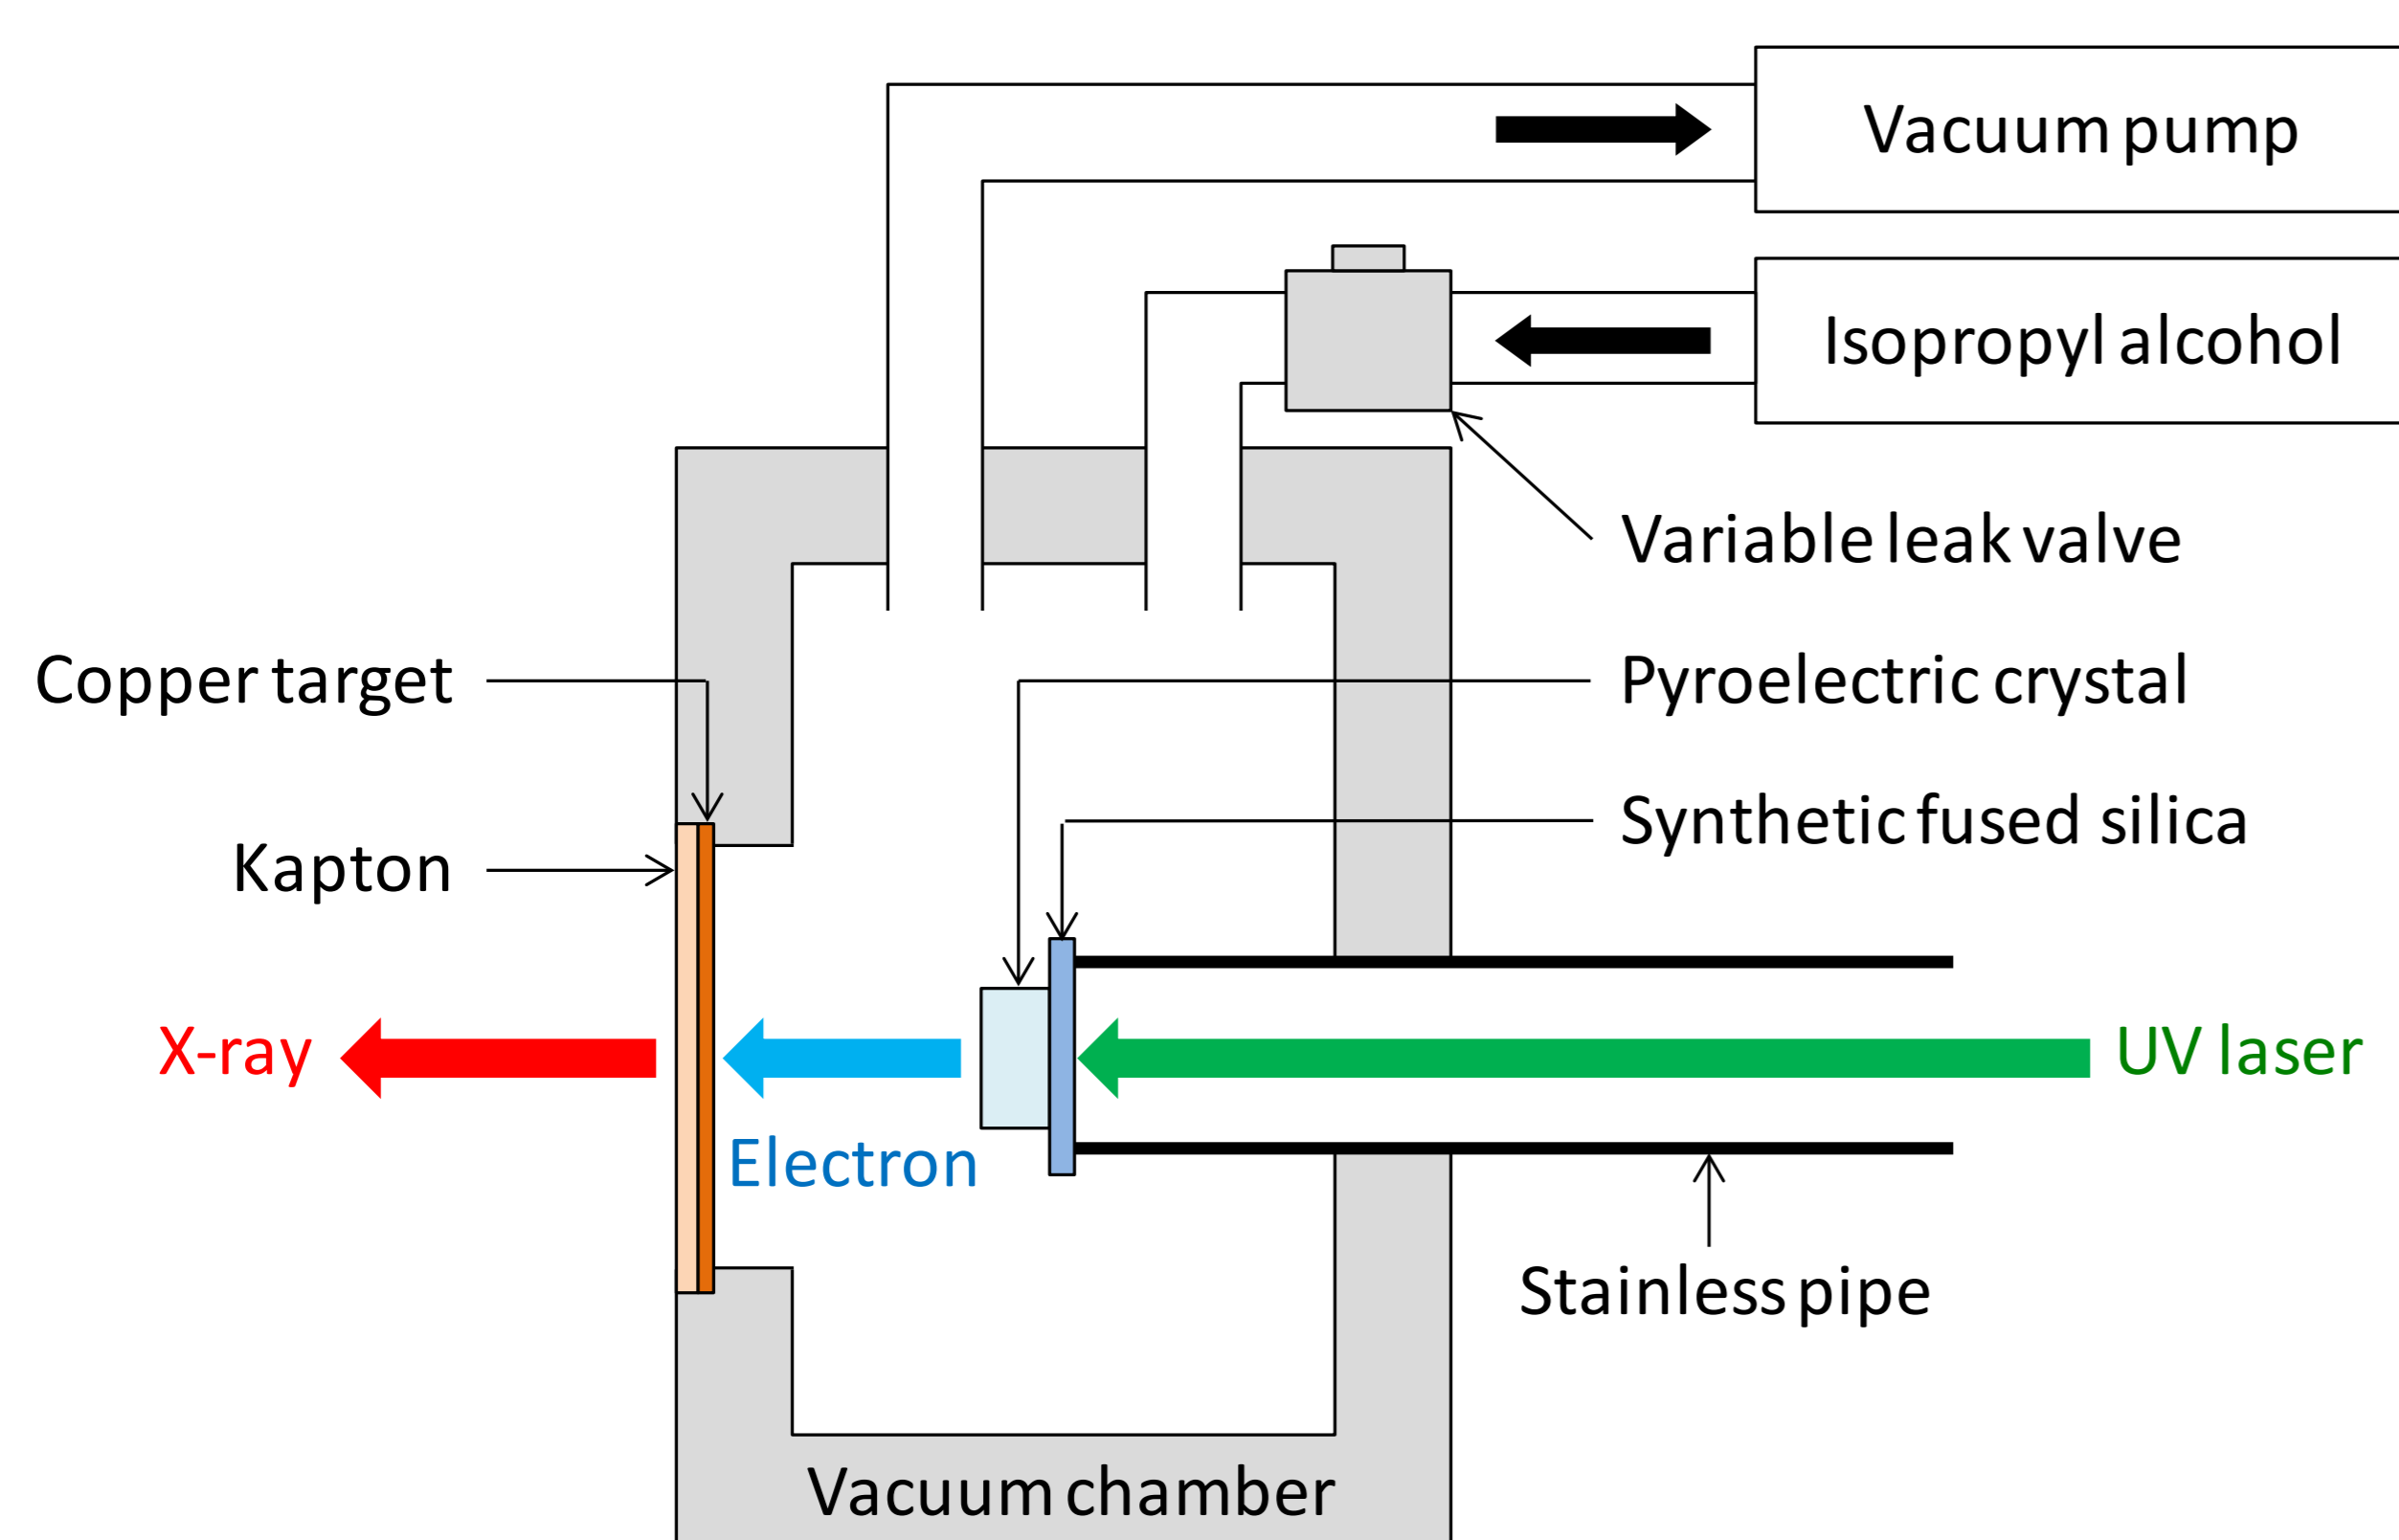 Vacuum pump
Isopropyl alcohol
Variable leak valve
Copper target
Pyroelectric crystal
Synthetic fused silica
Kapton
X-ray
UV laser
Electron
Stainless pipe
Vacuum chamber